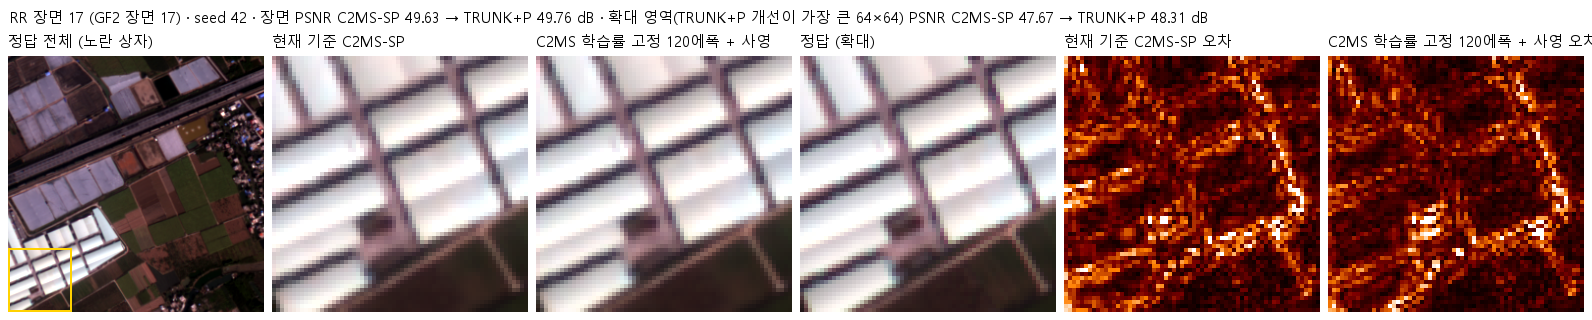 RR 장면 17 (GF2 장면 17) · seed 42 · 장면 PSNR C2MS-SP 49.63 → TRUNK+P 49.76 dB · 확대 영역(TRUNK+P 개선이 가장 큰 64×64) PSNR C2MS-SP 47.67 → TRUNK+P 48.31 dB
정답 전체 (노란 상자)
현재 기준 C2MS-SP
C2MS 학습률 고정 120에폭 + 사영
정답 (확대)
현재 기준 C2MS-SP 오차
C2MS 학습률 고정 120에폭 + 사영 오차